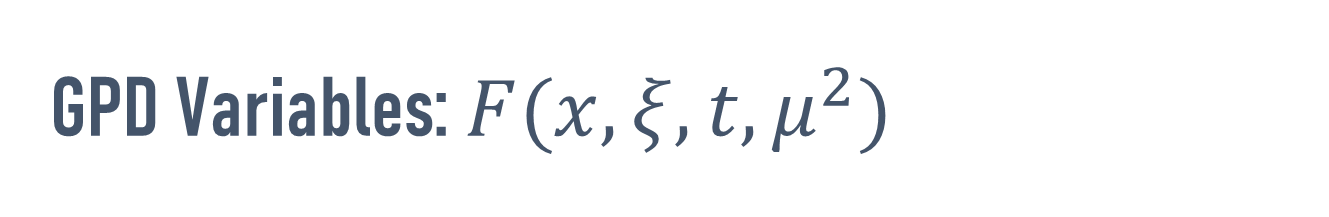 GPD Variables: F(x, ξ, t, μ²)